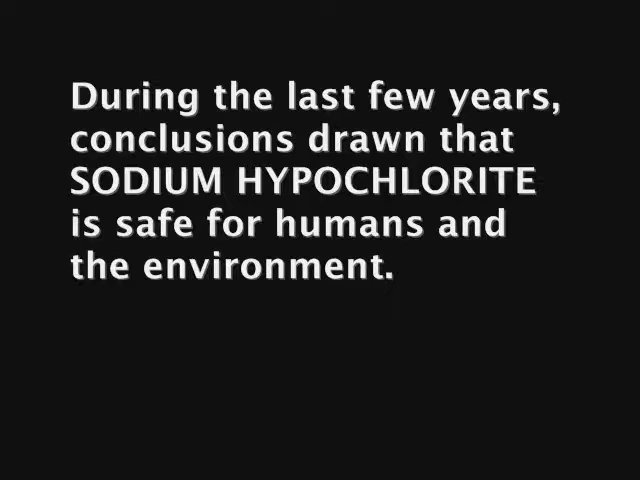 During the last few years,
conclusions drawn that
SODIUM HYPOCHLORITE
is safe for humans and
the environment.